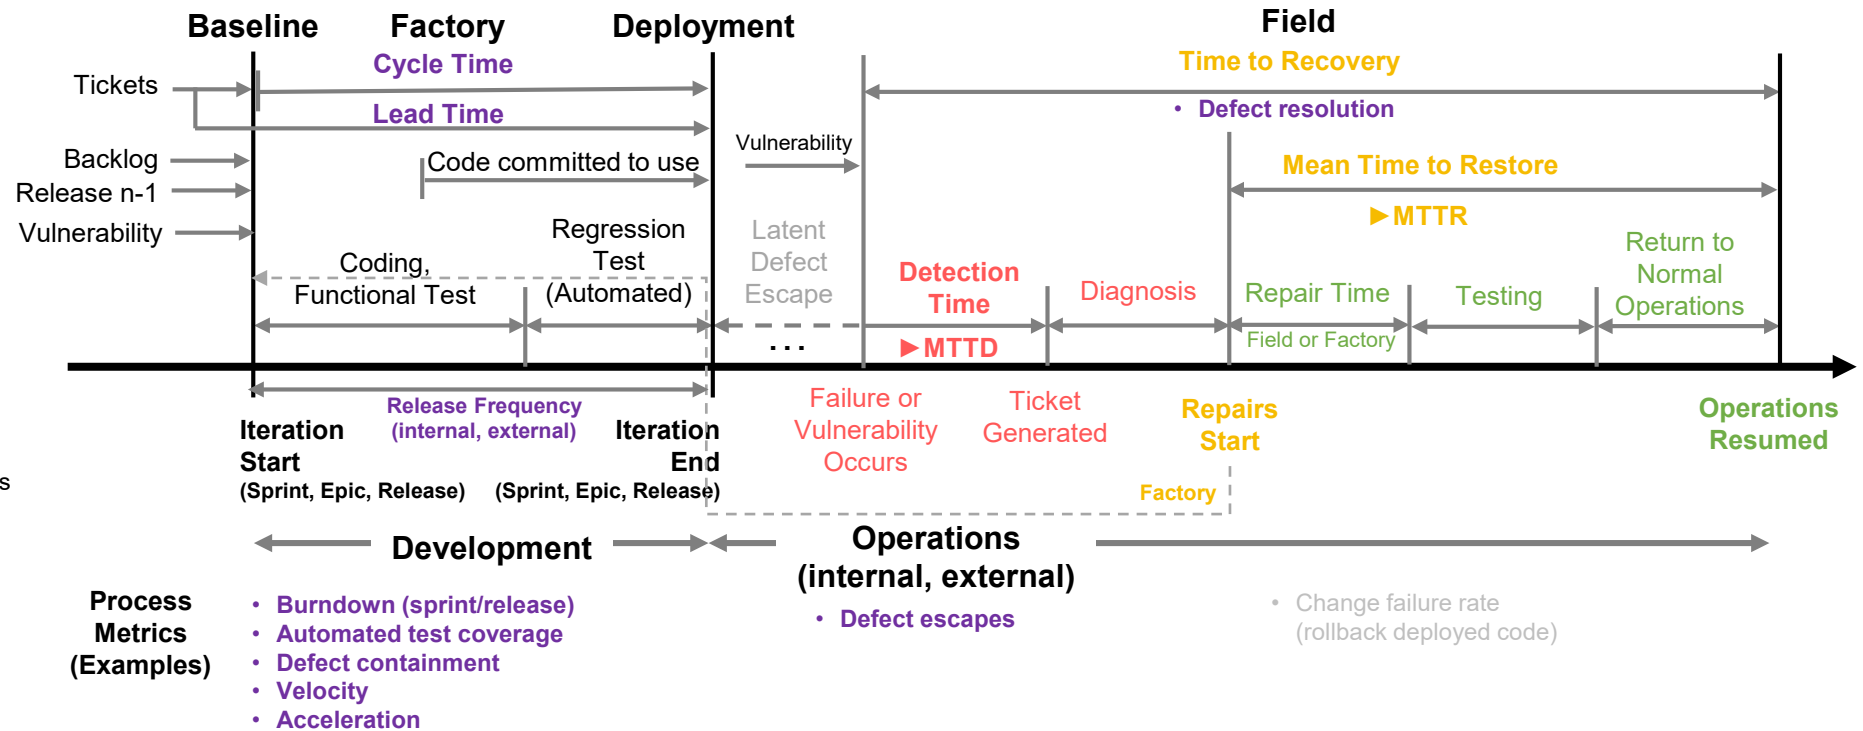 Baseline
Factory
Deployment
Field
Cycle Time
Time to Recovery
Tickets
Lead Time
• Defect resolution
Vulnerability
Backlog
Code committed to use
Mean Time to Restore
Release n-1
►MTTR
Vulnerability
Regression
Test
(Automated)
Coding,
Functional Test
Latent
Defect
Escape
Detection
Time
Diagnosis
Repair Time
Testing
Return to
Normal
Operations
Field or Factory
...
►MTTD
Release Frequency
(internal, external)
Iteration
Start
(Sprint, Epic, Release)
Iteration
End
(Sprint, Epic, Release)
Failure or
Vulnerability
Occurs
Ticket
Generated
Repairs
Start
Operations
Resumed
s
Factory
Development
Operations
(internal, external)
Process
Metrics
(Examples)
• Burndown (sprint/release)
• Automated test coverage
• Defect containment
• Velocity
• Acceleration
• Defect escapes
• Change failure rate
(rollback deployed code)